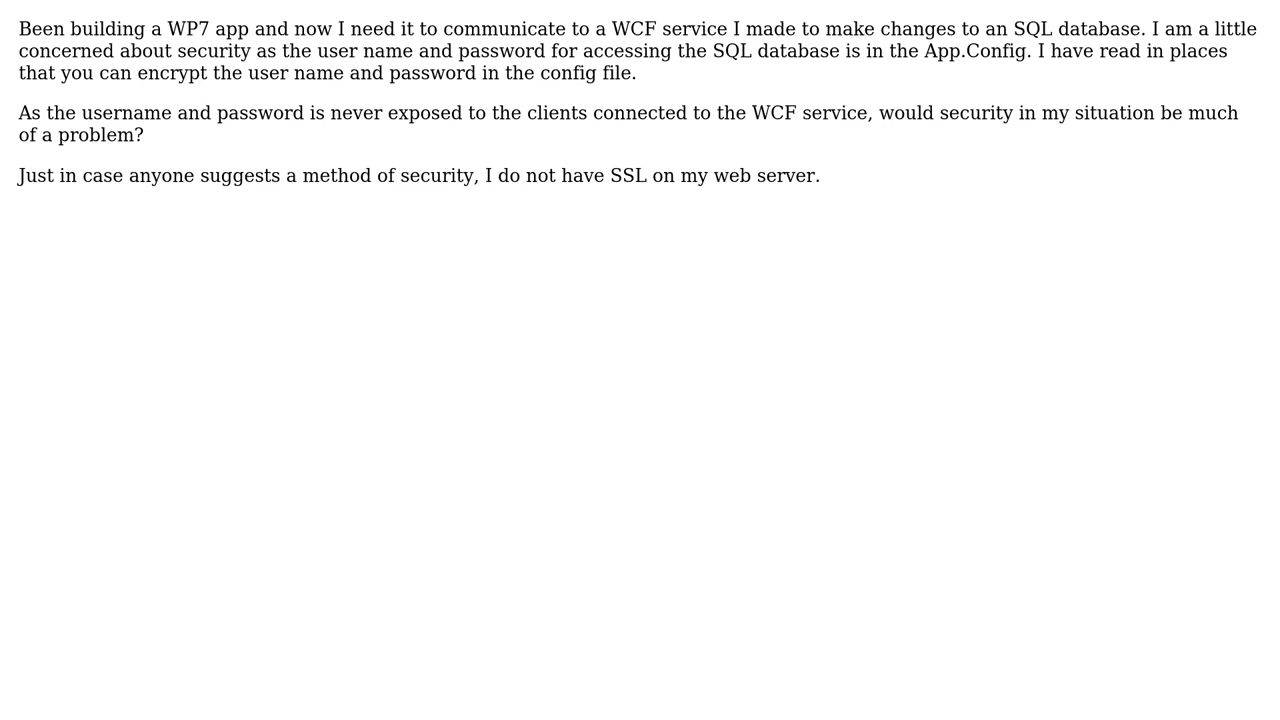 Been building a WP7 app and now I need it to communicate to a WCF service I made to make changes to an SQL database. I am a little
concerned about security as the user name and password for accessing the SQL database is in the App.Config. I have read in places
that you can encrypt the user name and password in the config file.
As the username and password is never exposed to the clients connected to the WCF service, would security in my situation be much
of a problem?
Just in case anyone suggests a method of security, I do not have SSL on my web server.